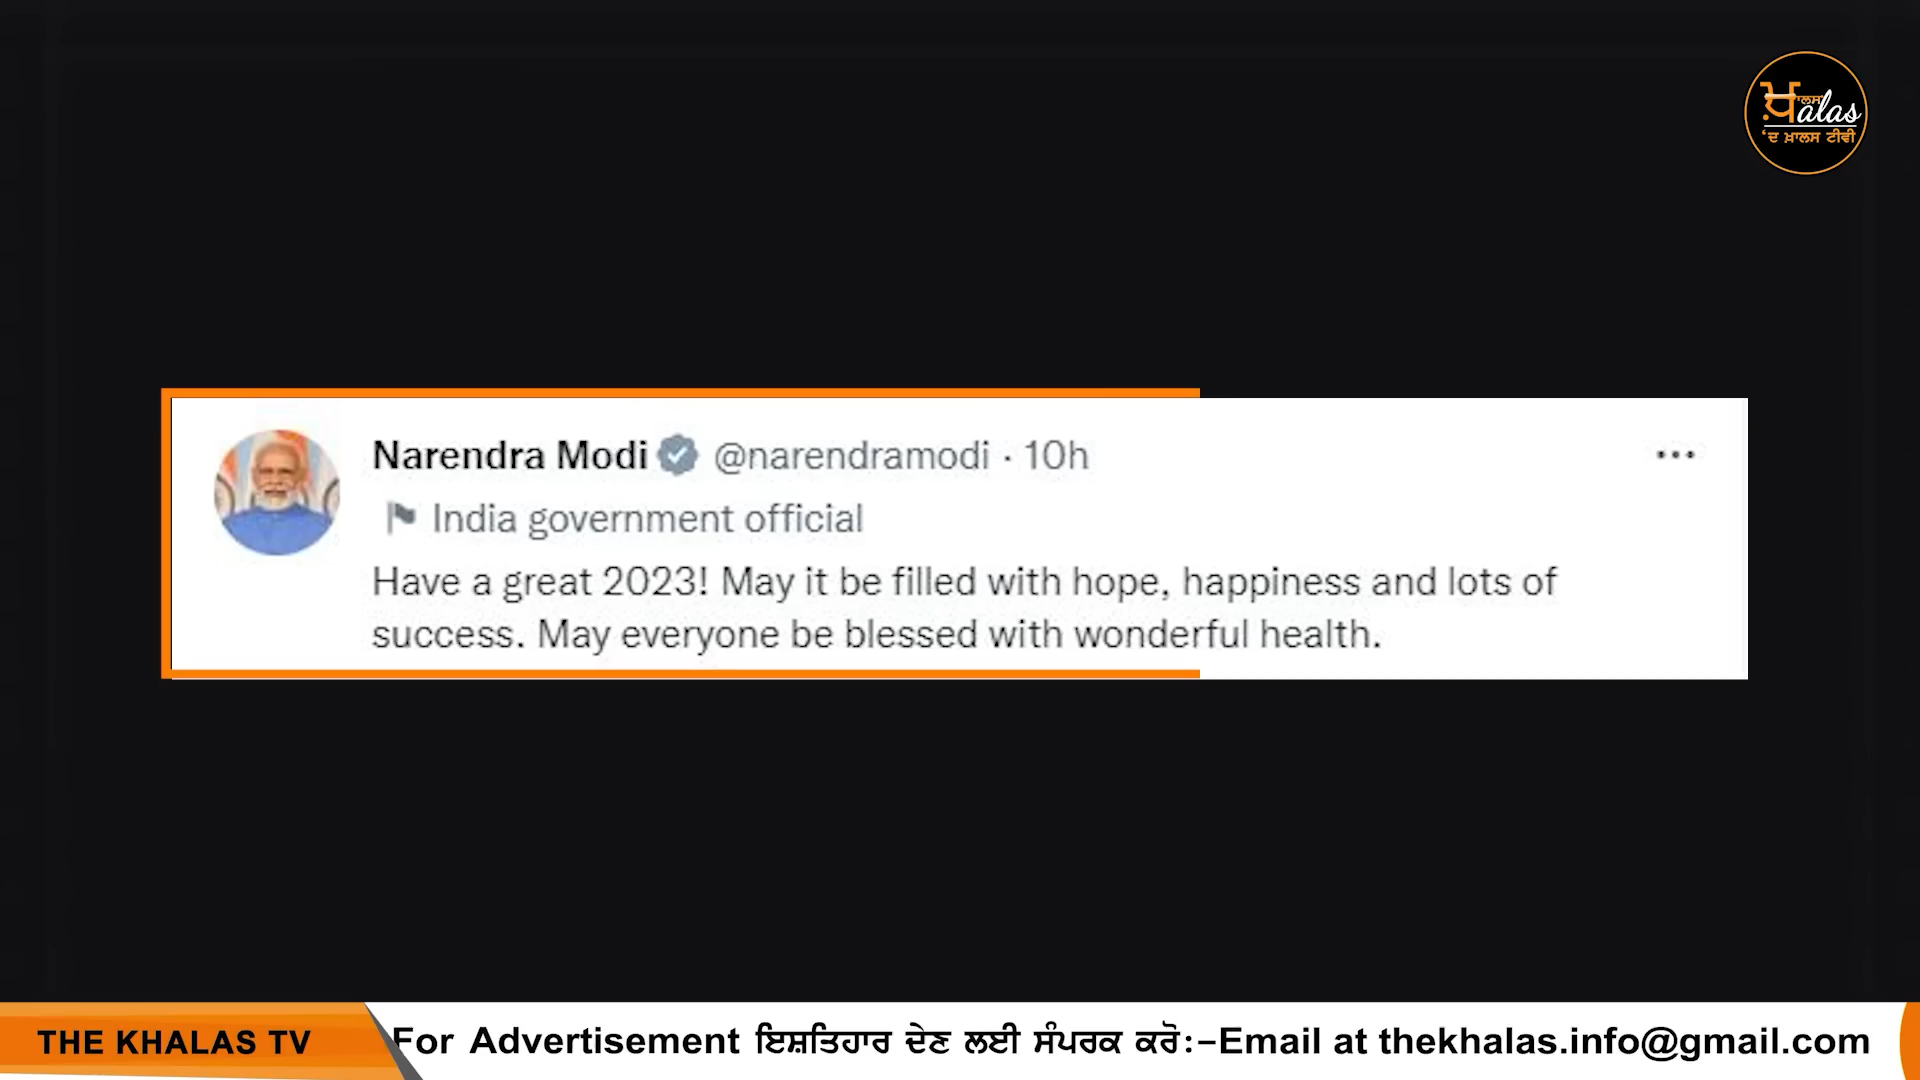 ਖ਼ਾਲਸalas
'ਦ ਖ਼ਾਲਸ ਟੀਵੀ
Narendra Modi @narendramodi · 10h
India government official
Have a great 2023! May it be filled with hope, happiness and lots of
success. May everyone be blessed with wonderful health.
THE KHALAS TV
For Advertisement ਇਸ਼ਤਿਹਾਰ ਦੇਣ ਲਈ ਸੰਪਰਕ ਕਰੋ:-Email at thekhalas.info@gmail.com